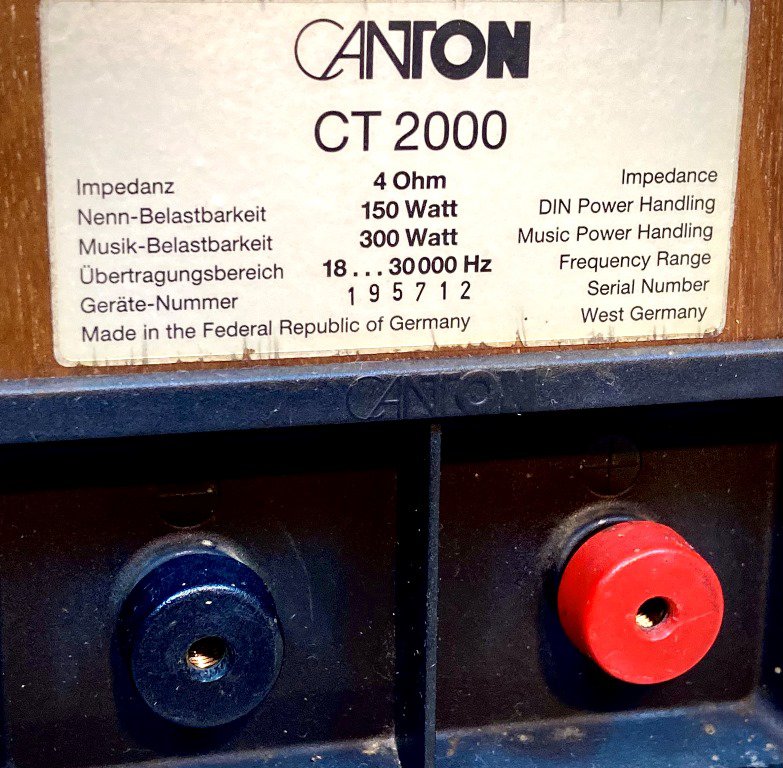 CANTON
CT 2000
Impedanz 4 Ohm Impedance
Nenn-Belastbarkeit 150 Watt DIN Power Handling
Musik-Belastbarkeit 300 Watt Music Power Handling
Übertragungsbereich 18...30000 Hz Frequency Range
Geräte-Nummer 195712 Serial Number
Made in the Federal Republic of Germany West Germany
CANTON